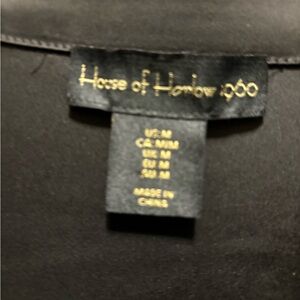 House of Harlow 1960
US M
CA M/M
UK M
EU M
AU M
MADE IN
CHINA